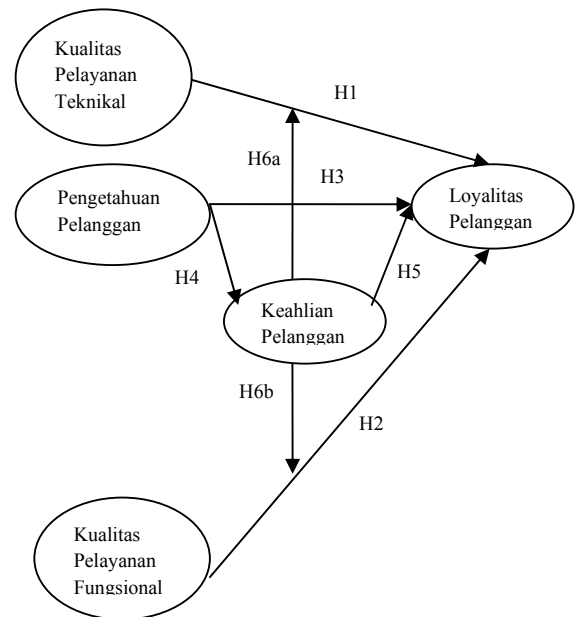 Kualitas
Pelayanan
Teknikal
H1
H6a
H3
Pengetahuan
Pelanggan
Loyalitas
Pelanggan
H4
H5
Keahlian
Pelanggan
H6b
H2
Kualitas
Pelayanan
Fungsional